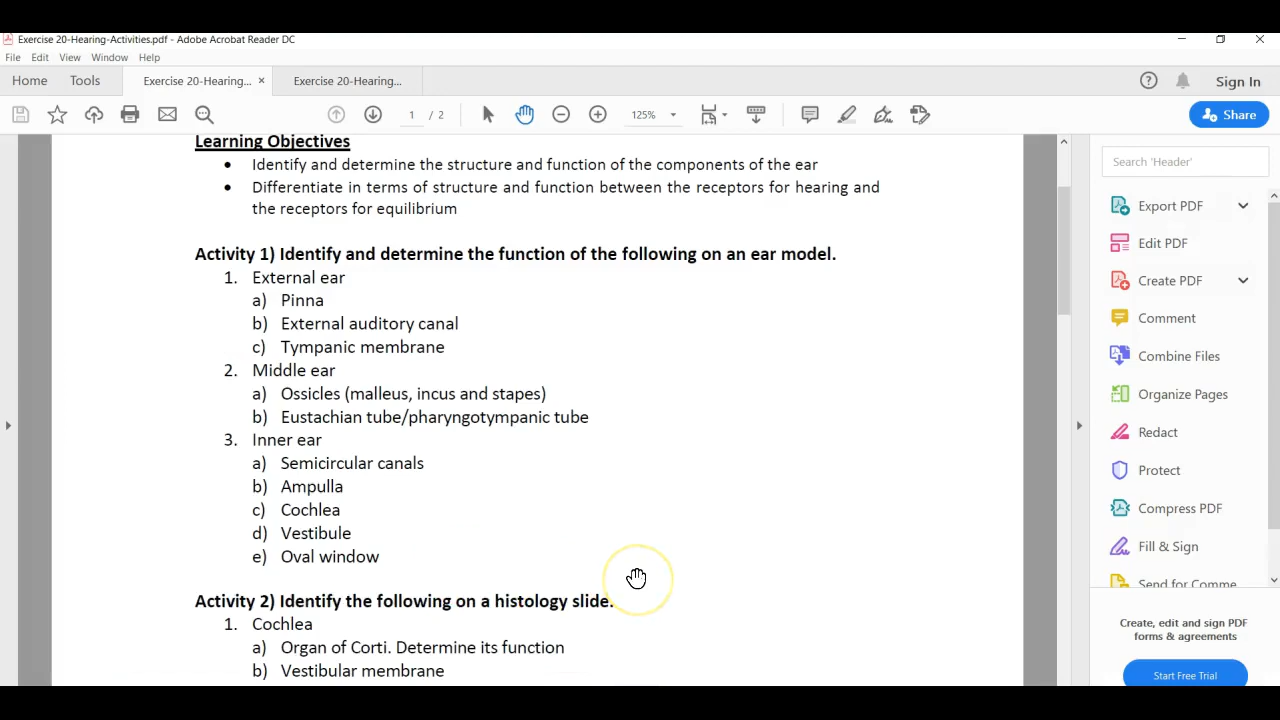 Exercise 20-Hearing-Activities.pdf - Adobe Acrobat Reader DC
File Edit View Window Help
Home Tools Exercise 20-Hearing... × Exercise 20-Hearing... Sign In
1 / 2 125% Share
Learning Objectives
• Identify and determine the structure and function of the components of the ear
• Differentiate in terms of structure and function between the receptors for hearing and
the receptors for equilibrium
Activity 1) Identify and determine the function of the following on an ear model.
1. External ear
a) Pinna
b) External auditory canal
c) Tympanic membrane
2. Middle ear
a) Ossicles (malleus, incus and stapes)
b) Eustachian tube/pharyngotympanic tube
3. Inner ear
a) Semicircular canals
b) Ampulla
c) Cochlea
d) Vestibule
e) Oval window
Activity 2) Identify the following on a histology slide.
1. Cochlea
a) Organ of Corti. Determine its function
b) Vestibular membrane
Search 'Header'
Export PDF
Edit PDF
Create PDF
Comment
Combine Files
Organize Pages
Redact
Protect
Compress PDF
Fill & Sign
Send for Comme
Create, edit and sign PDF
forms & agreements
Start Free Trial